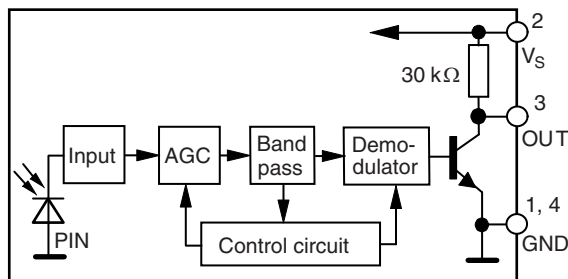 2
V_S
30 kΩ
3
OUT
Input
AGC
Band
pass
Demo-
dulator
1, 4
GND
PIN
Control circuit